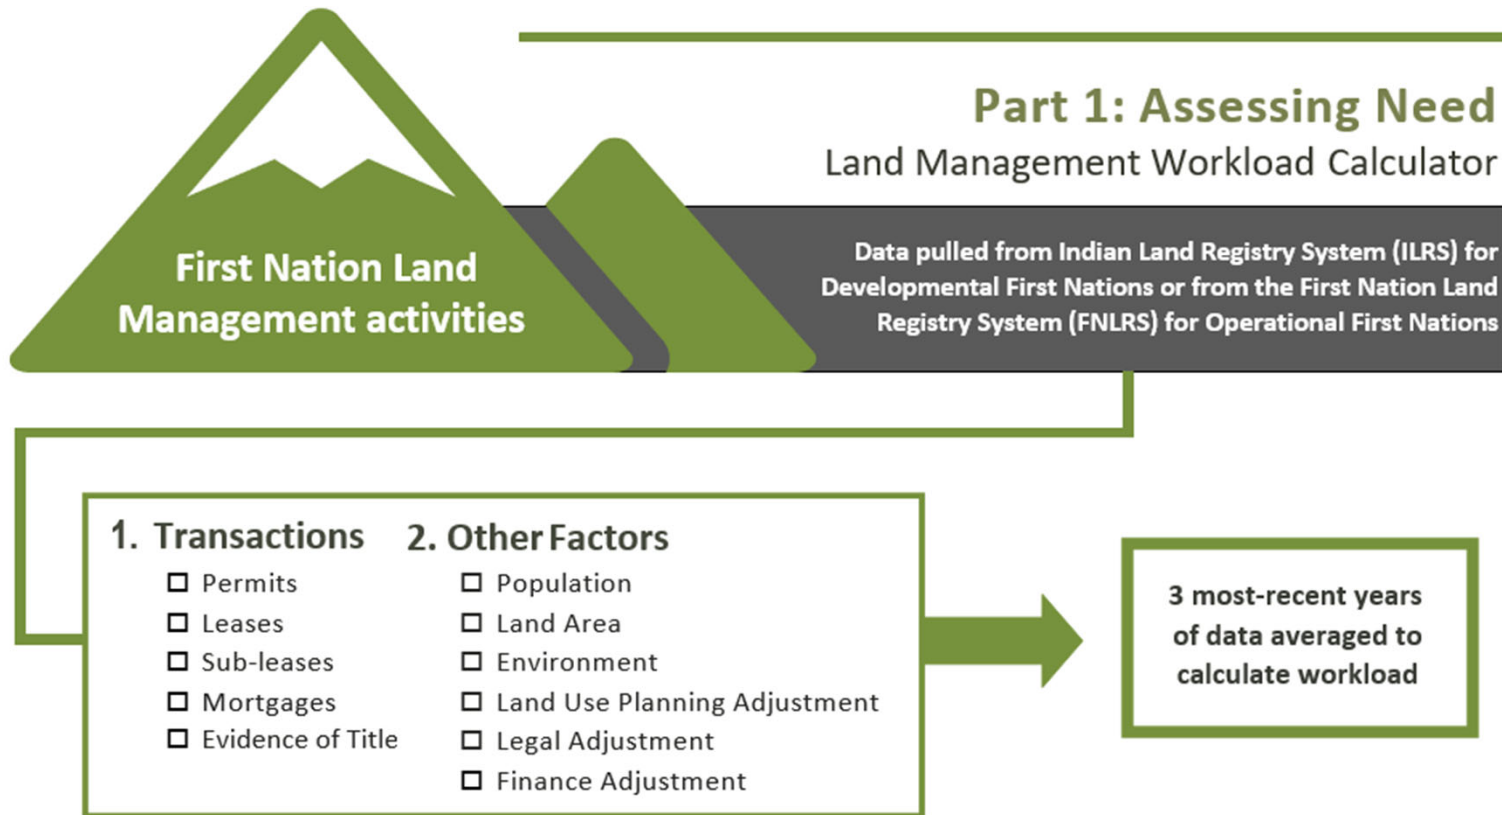 Part 1: Assessing Need
Land Management Workload Calculator
First Nation Land
Management activities
Data pulled from Indian Land Registry System (ILRS) for
Developmental First Nations or from the First Nation Land
Registry System (FNLRS) for Operational First Nations
1. Transactions
Permits
Leases
Sub-leases
Mortgages
Evidence of Title
2. Other Factors
Population
Land Area
Environment
Land Use Planning Adjustment
Legal Adjustment
Finance Adjustment
3 most-recent years
of data averaged to
calculate workload